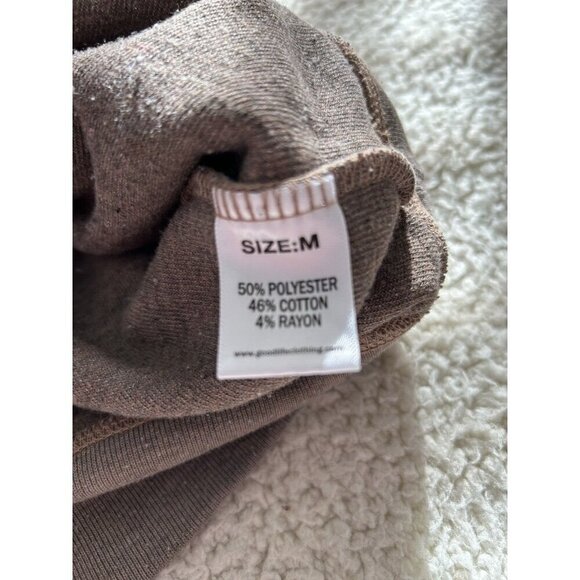 SIZE:M
50% POLYESTER
46% COTTON
4% RAYON
www.goodlifeclothing.com